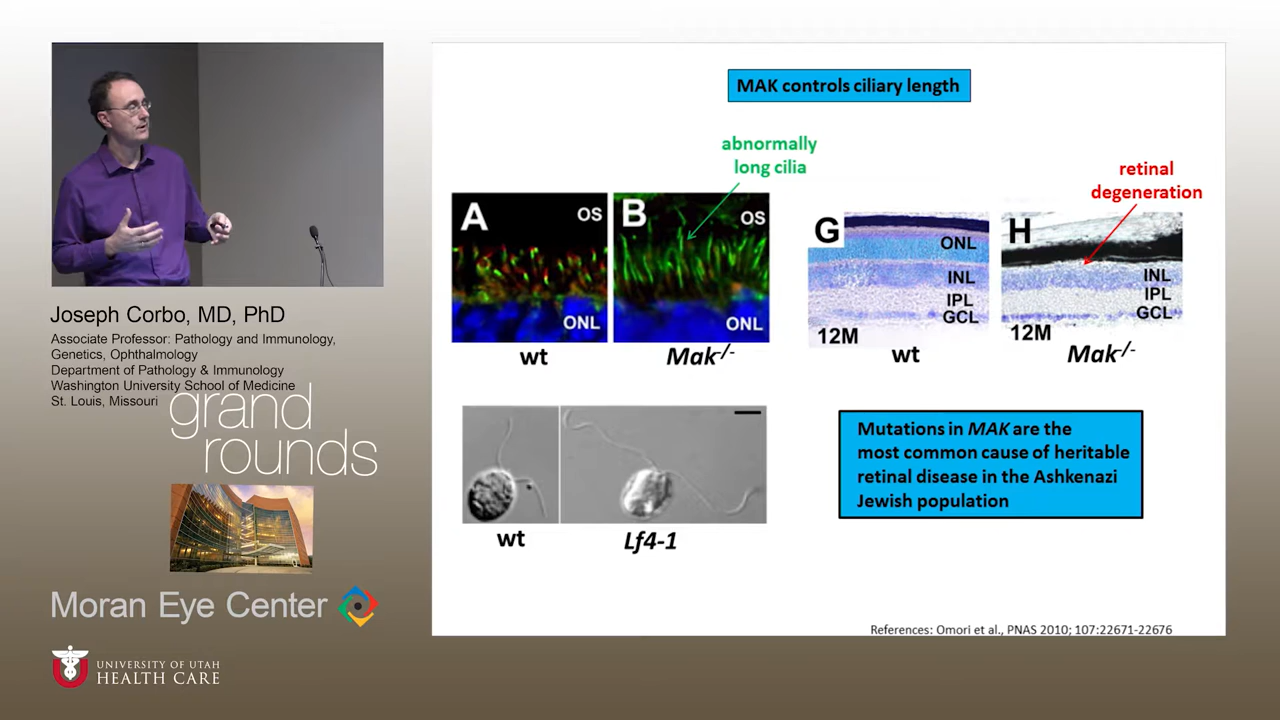 MAK controls ciliary length
abnormally
long cilia
retinal
degeneration
A
OS
ONL
B
OS
ONL
G
ONL
INL
IPL
GCL
12M
H
INL
IPL
GCL
12M
wt
Mak-/-
wt
Mak-/-
wt
Lf4-1
Mutations in MAK are the
most common cause of heritable
retinal disease in the Ashkenazi
Jewish population
References: Omori et al., PNAS 2010; 107:22671-22676
Joseph Corbo, MD, PhD
Associate Professor: Pathology and Immunology,
Genetics, Ophthalmology
Department of Pathology & Immunology
Washington University School of Medicine
St. Louis, Missouri
grand
rounds
Moran Eye Center
U
UNIVERSITY OF UTAH
HEALTH CARE